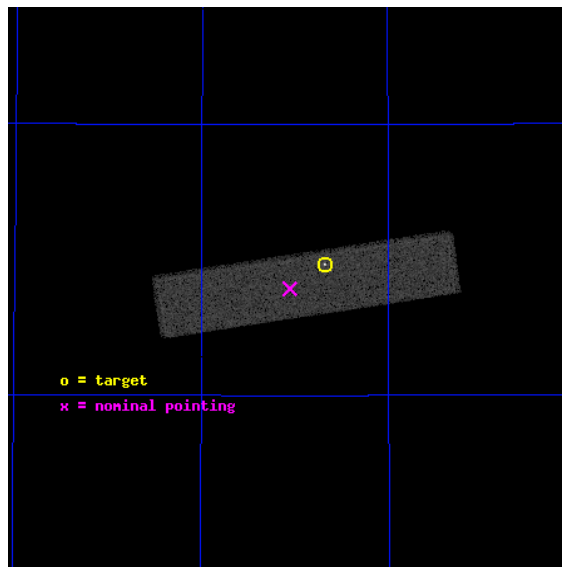 o = target
x = nominal pointing